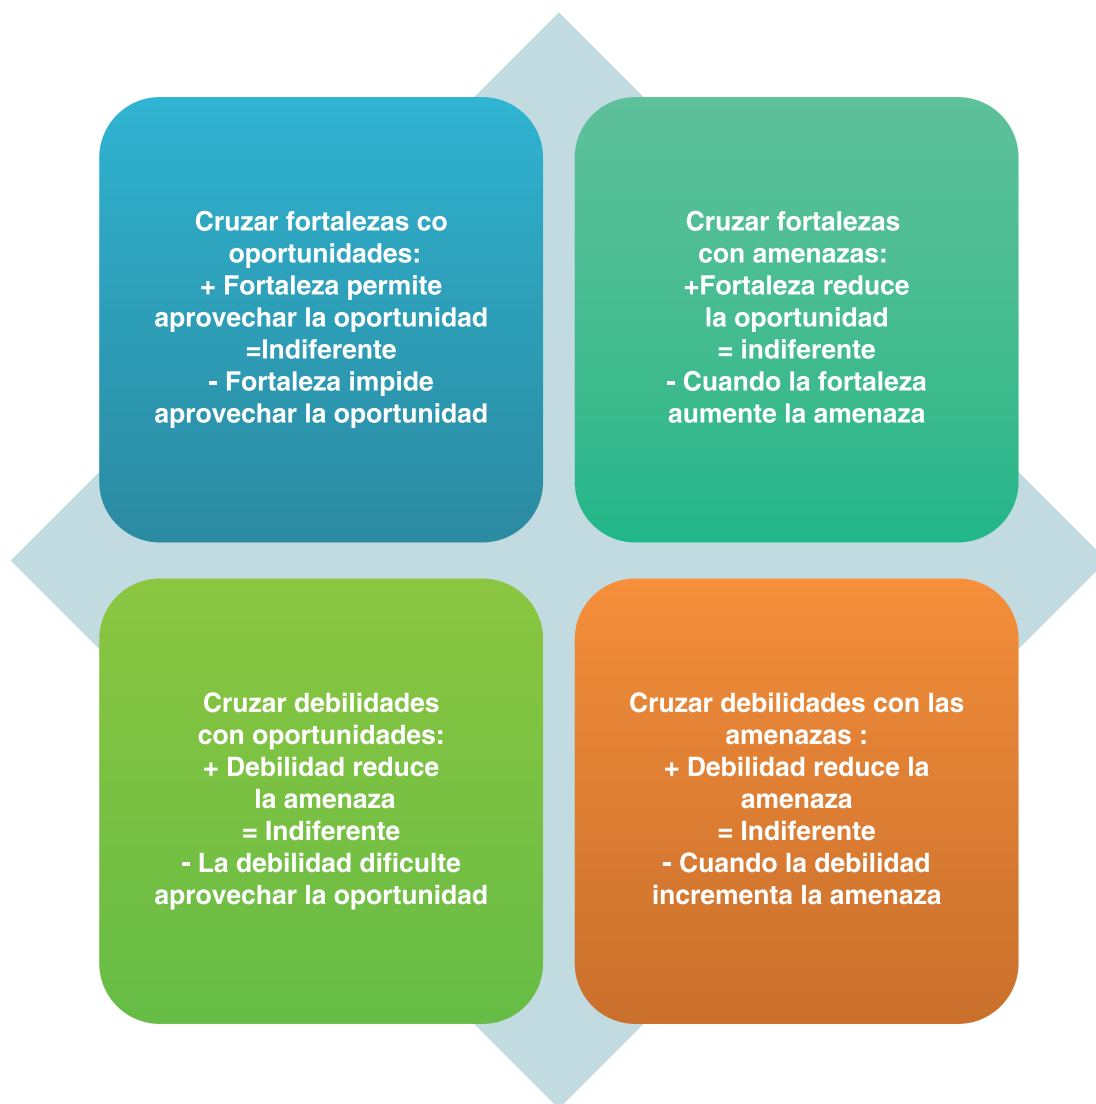 Cruzar fortalezas co
oportunidades:
+ Fortaleza permite
aprovechar la oportunidad
=Indiferente
- Fortaleza impide
aprovechar la oportunidad
Cruzar fortalezas
con amenazas:
+Fortaleza reduce
la oportunidad
= indiferente
- Cuando la fortaleza
aumente la amenaza
Cruzar debilidades
con oportunidades:
+ Debilidad reduce
la amenaza
= Indiferente
- La debilidad dificulte
aprovechar la oportunidad
Cruzar debilidades con las
amenazas :
+ Debilidad reduce la
amenaza
= Indiferente
- Cuando la debilidad
incrementa la amenaza